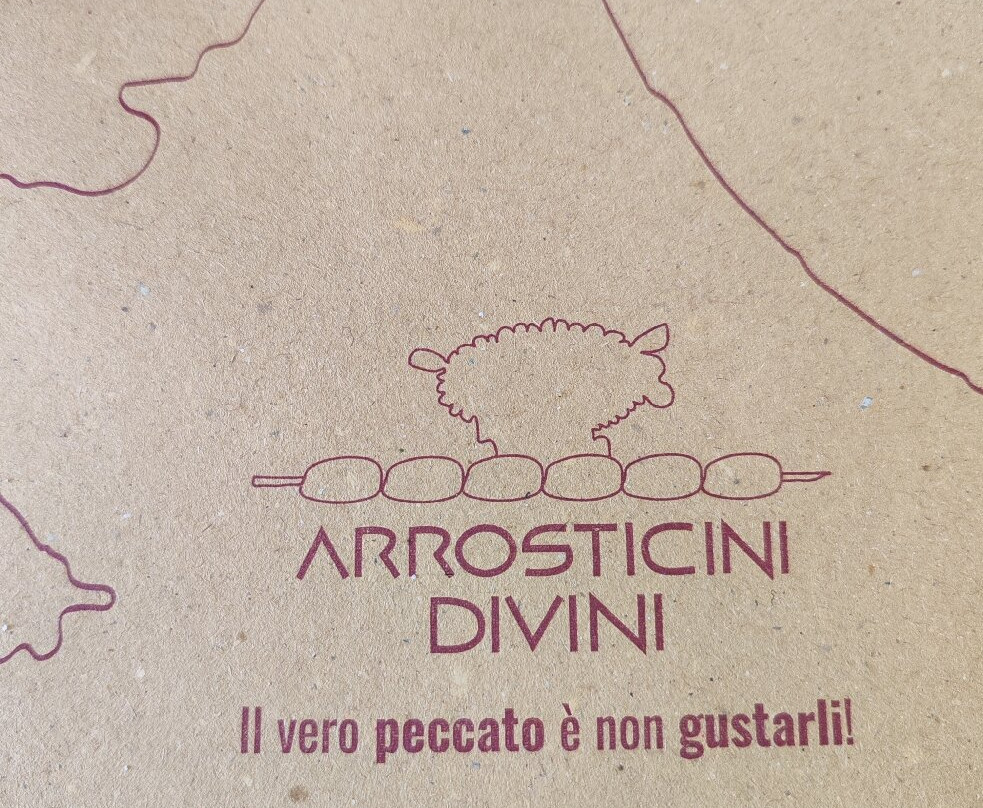 ARROSTICINI
DIVINI
Il vero peccato è non gustarli!